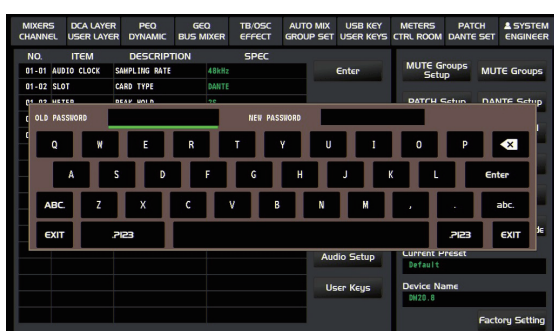 MIXERS DCA LAYER PEQ GEQ TB/OSC AUTO MIX USB KEY METERS PATCH SYSTEM
CHANNEL USER LAYER DYNAMIC BUS MIXER EFFECT GROUP SET USER KEYS CTRL ROOM DANTE SET ENGINEER
NO. ITEM DESCRIPTION SPEC
01-01 AUDIO CLOCK SAMPLING RATE 48kHz
Enter
MUTE Groups Setup
MUTE Groups
01-02 SLOT CARD TYPE DANTE
01-03 METER PEAK HOLD 2S
PATCH Setup DANTE Setup
OLD PASSWORD NEW PASSWORD
Q W E R T Y U I O P
A S D F G H J K L Enter
ABC. Z X C V B N M , . abc.
EXIT .?123 .?123 EXIT
Audio Setup
Current Preset
Default
User Keys
Device Name
DM20.8
Factory Setting